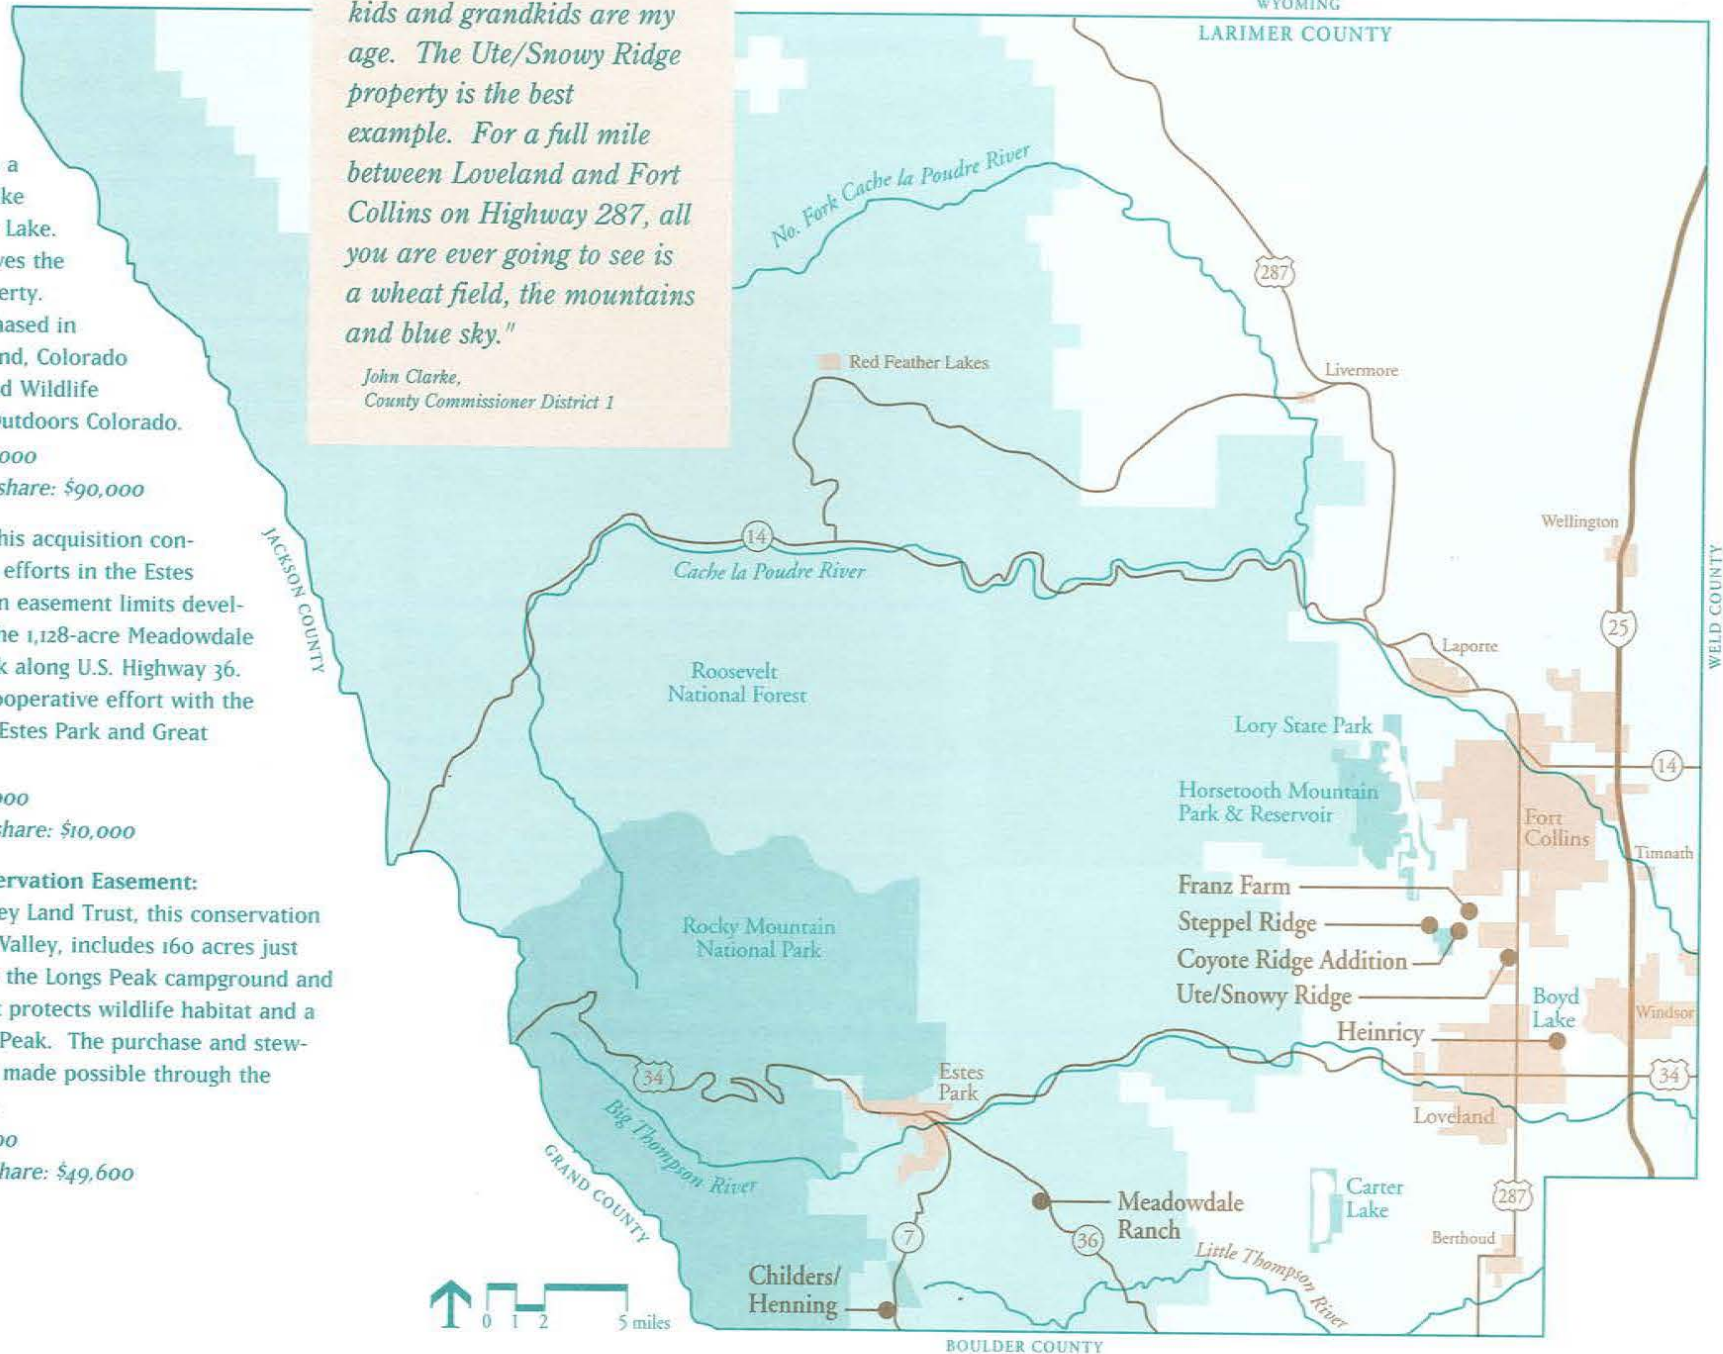 kids and grandkids are my
age. The Ute/Snowy Ridge
property is the best
example. For a full mile
between Loveland and Fort
Collins on Highway 287, all
you are ever going to see is
a wheat field, the mountains
and blue sky."
John Clarke,
County Commissioner District 1
a
ke
Lake.
ves the
erty.
hased in
nd, Colorado
d Wildlife
Outdoors Colorado.
000
share: $90,000
his acquisition con-
efforts in the Estes
n easement limits devel-
he 1,128-acre Meadowdale
k along U.S. Highway 36.
ooperative effort with the
Estes Park and Great
000
share: $10,000
ervation Easement:
ey Land Trust, this conservation
Valley, includes 160 acres just
the Longs Peak campground and
t protects wildlife habitat and a
Peak. The purchase and stew-
made possible through the
00
hare: $49,600
WYOMING
LARIMER COUNTY
No. Fork Cache la Poudre River
287
Red Feather Lakes
Livermore
Wellington
WELD COUNTY
JACKSON COUNTY
14
Cache la Poudre River
25
Laporte
Roosevelt
National Forest
Lory State Park
14
Horsetooth Mountain
Park & Reservoir
Fort
Collins
Timnath
Franz Farm
Steppel Ridge
Coyote Ridge Addition
Ute/Snowy Ridge
Rocky Mountain
National Park
Boyd
Lake
Windsor
Heinricy
34
34
Estes
Park
Loveland
Big Thompson River
GRAND COUNTY
Carter
Lake
287
Meadowdale
Ranch
7
36
Berthoud
Little Thompson River
Childers/
Henning
0 1 2 5 miles
BOULDER COUNTY